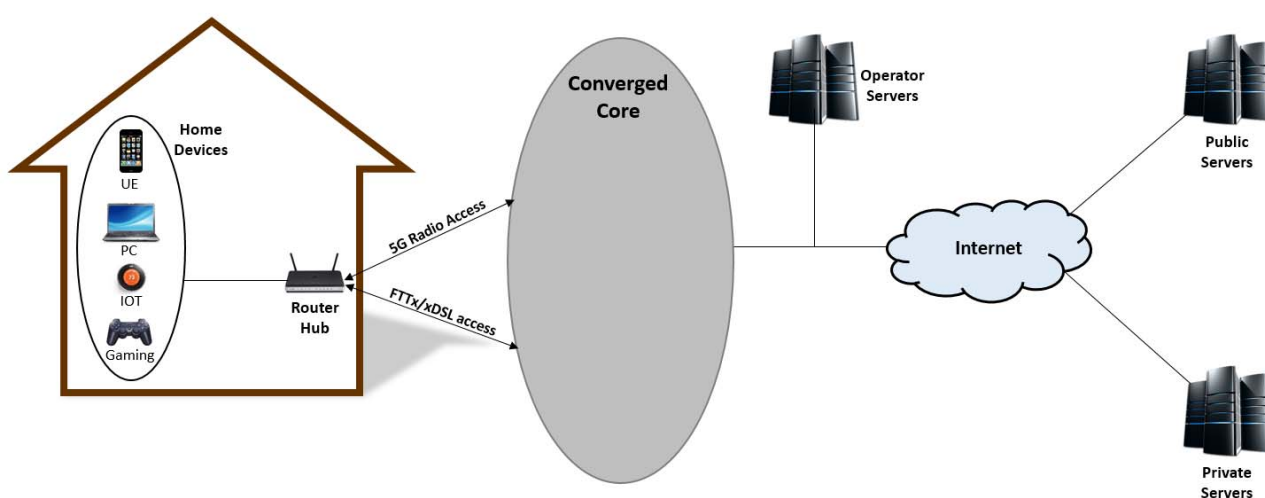 Home
Devices
UE
PC
IOT
Gaming
Router
Hub
5G Radio Access
FTTx/xDSL access
Converged
Core
Operator
Servers
Internet
Public
Servers
Private
Servers